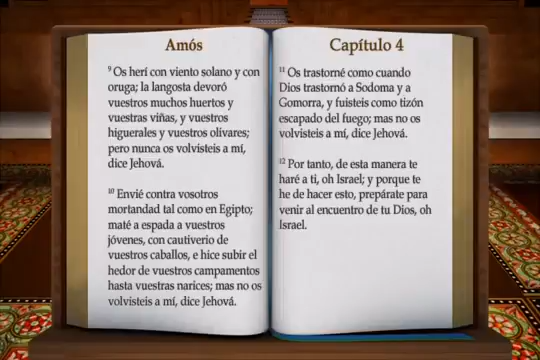 Amós
⁹ Os herí con viento solano y con
oruga; la langosta devoró
vuestros muchos huertos y
vuestras viñas, y vuestros
higuerales y vuestros olivares;
pero nunca os volvisteis a mí,
dice Jehová.
¹⁰ Envié contra vosotros
mortandad tal como en Egipto;
maté a espada a vuestros
jóvenes, con cautiverio de
vuestros caballos, e hice subir el
hedor de vuestros campamentos
hasta vuestras narices; mas no os
volvisteis a mí, dice Jehová.
Capítulo 4
¹¹ Os trastorné como cuando
Dios trastornó a Sodoma y a
Gomorra, y fuisteis como tizón
escapado del fuego; mas no os
volvisteis a mí, dice Jehová.
¹² Por tanto, de esta manera te
haré a ti, oh Israel; y porque te
he de hacer esto, prepárate para
venir al encuentro de tu Dios, oh
Israel.